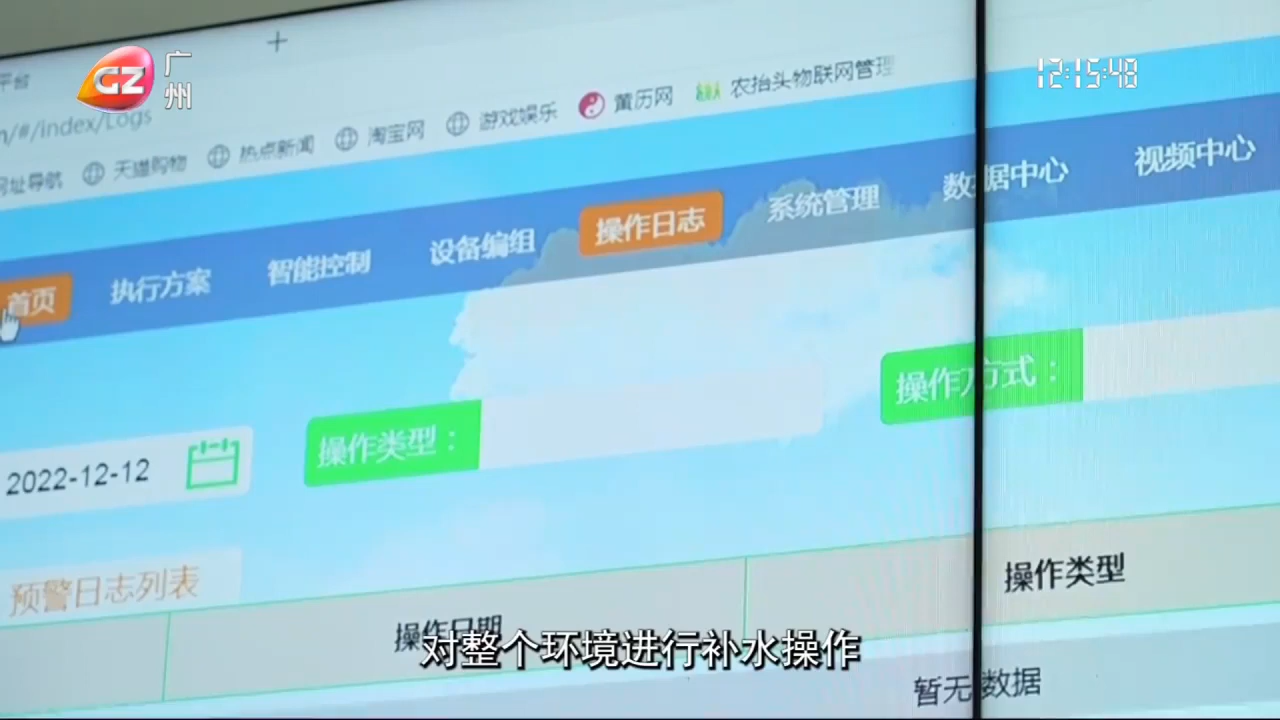 平台
CZ 广州
12:15:48
/#/index/Logs
网址导航 天猫购物 热点新闻 淘宝网 游戏娱乐 黄历网 农抬头物联网管理
首页 执行方案 智能控制 设备编组 操作日志 系统管理 数据中心 视频中心
2022-12-12 操作类型： 操作方式：
预警日志列表
操作日期 操作类型
对整个环境进行补水操作
暂无数据